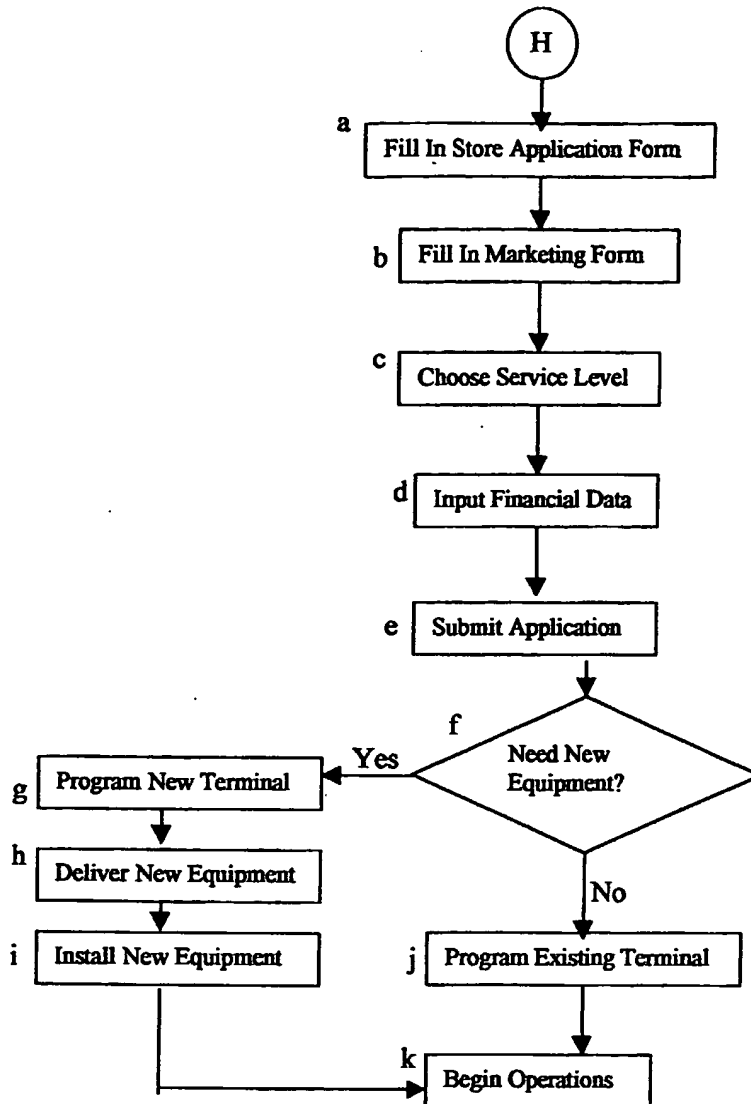 H
a
Fill In Store Application Form
b
Fill In Marketing Form
c
Choose Service Level
d
Input Financial Data
e
Submit Application
f
Need New
Equipment?
Yes
g
Program New Terminal
h
Deliver New Equipment
i
Install New Equipment
No
j
Program Existing Terminal
k
Begin Operations